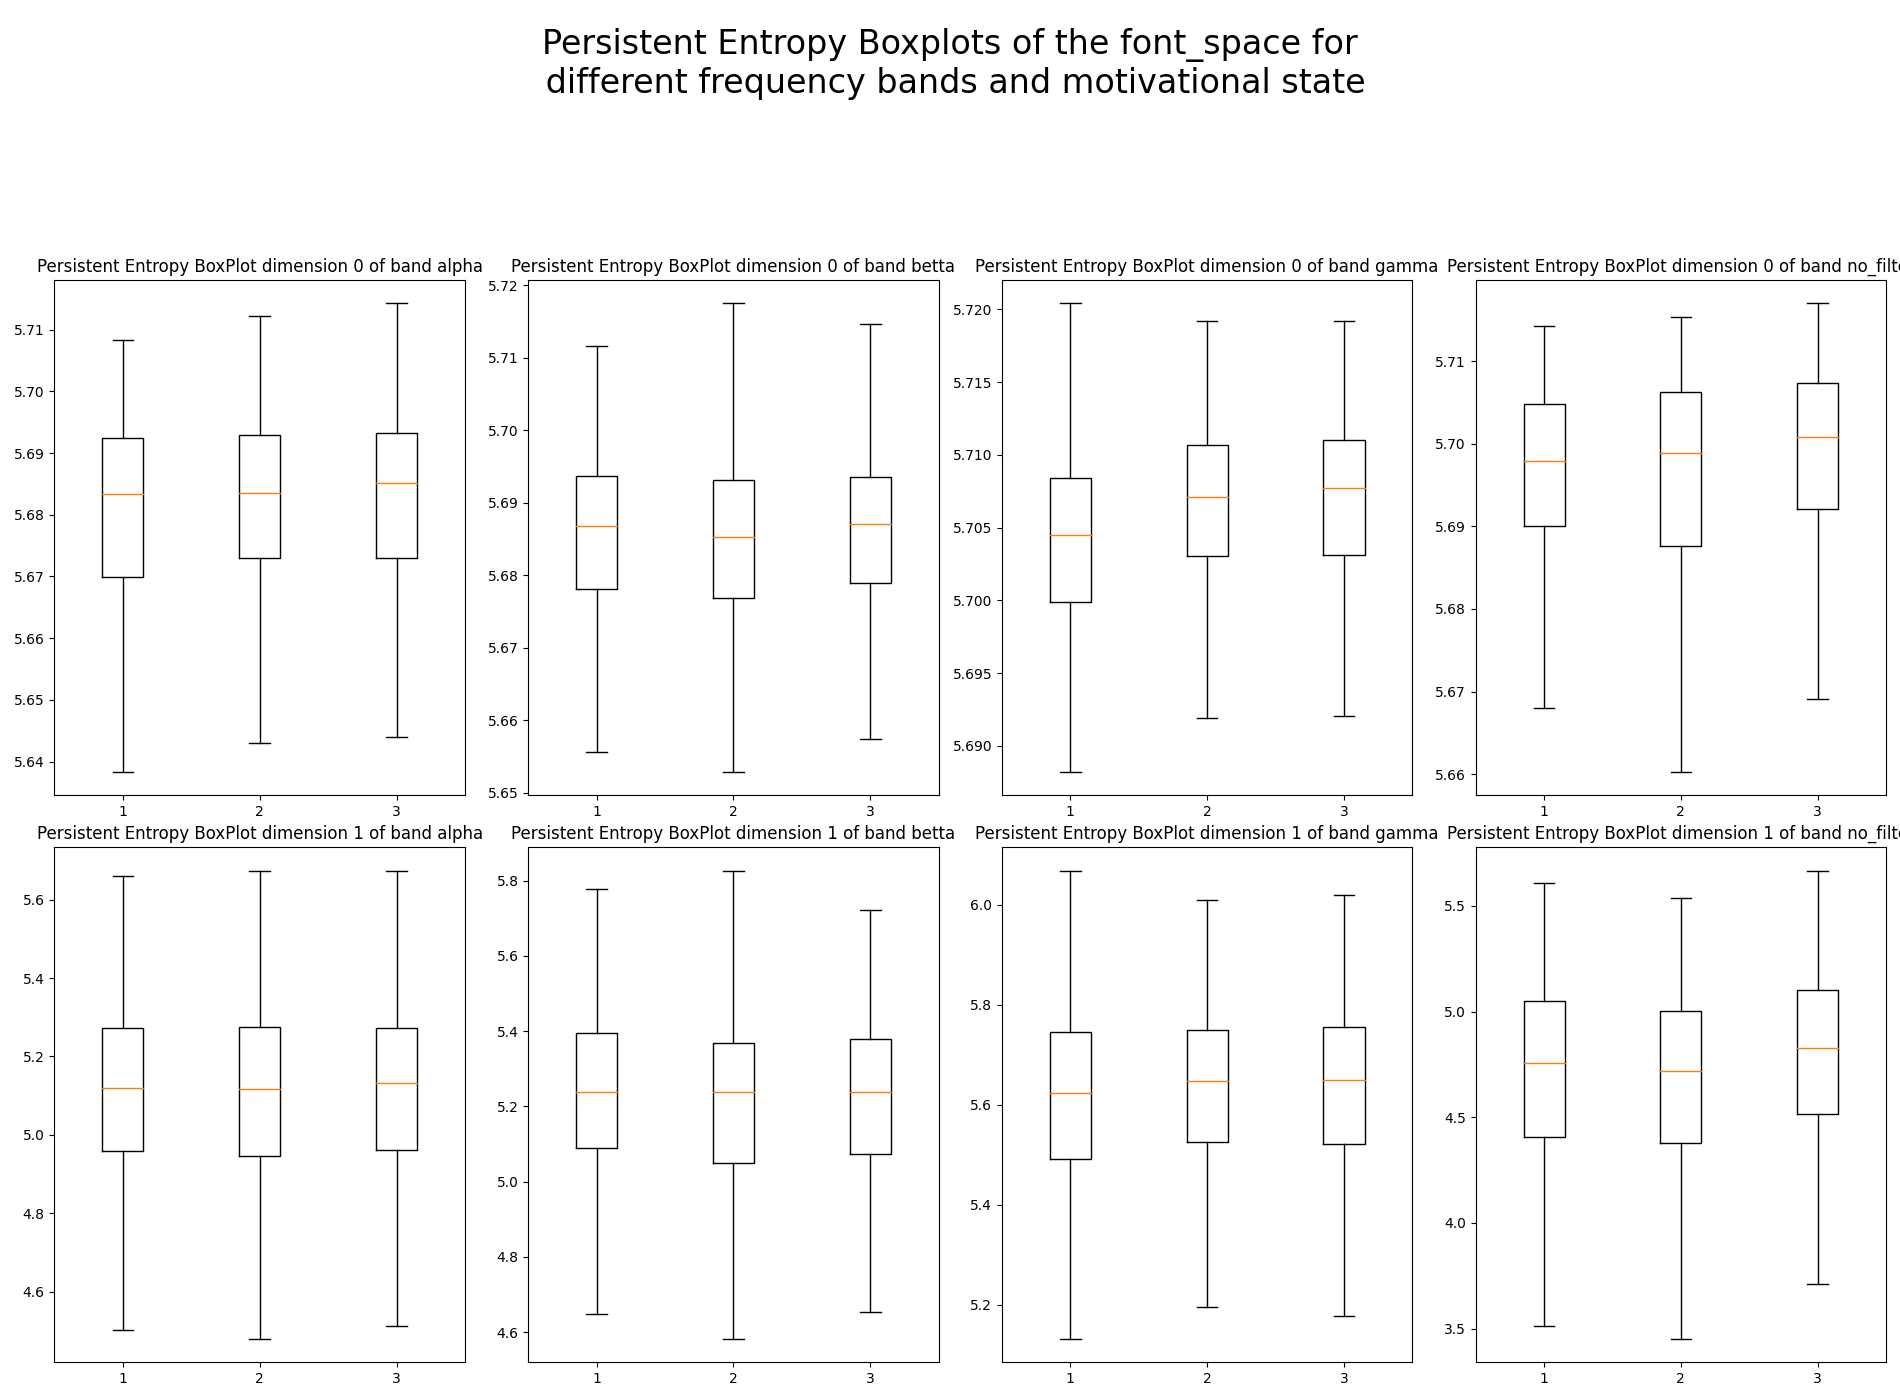 Persistent Entropy Boxplots of the font_space for
different frequency bands and motivational state
Persistent Entropy BoxPlot dimension 0 of band alpha
5.71
5.70
5.69
5.68
5.67
5.66
5.65
5.64
1 2 3
Persistent Entropy BoxPlot dimension 0 of band betta
5.72
5.71
5.70
5.69
5.68
5.67
5.66
5.65
1 2 3
Persistent Entropy BoxPlot dimension 0 of band gamma
5.720
5.715
5.710
5.705
5.700
5.695
5.690
1 2 3
Persistent Entropy BoxPlot dimension 0 of band no_filt
5.71
5.70
5.69
5.68
5.67
5.66
1 2 3
Persistent Entropy BoxPlot dimension 1 of band alpha
5.6
5.4
5.2
5.0
4.8
4.6
1 2 3
Persistent Entropy BoxPlot dimension 1 of band betta
5.8
5.6
5.4
5.2
5.0
4.8
4.6
1 2 3
Persistent Entropy BoxPlot dimension 1 of band gamma
6.0
5.8
5.6
5.4
5.2
1 2 3
Persistent Entropy BoxPlot dimension 1 of band no_filt
5.5
5.0
4.5
4.0
3.5
1 2 3